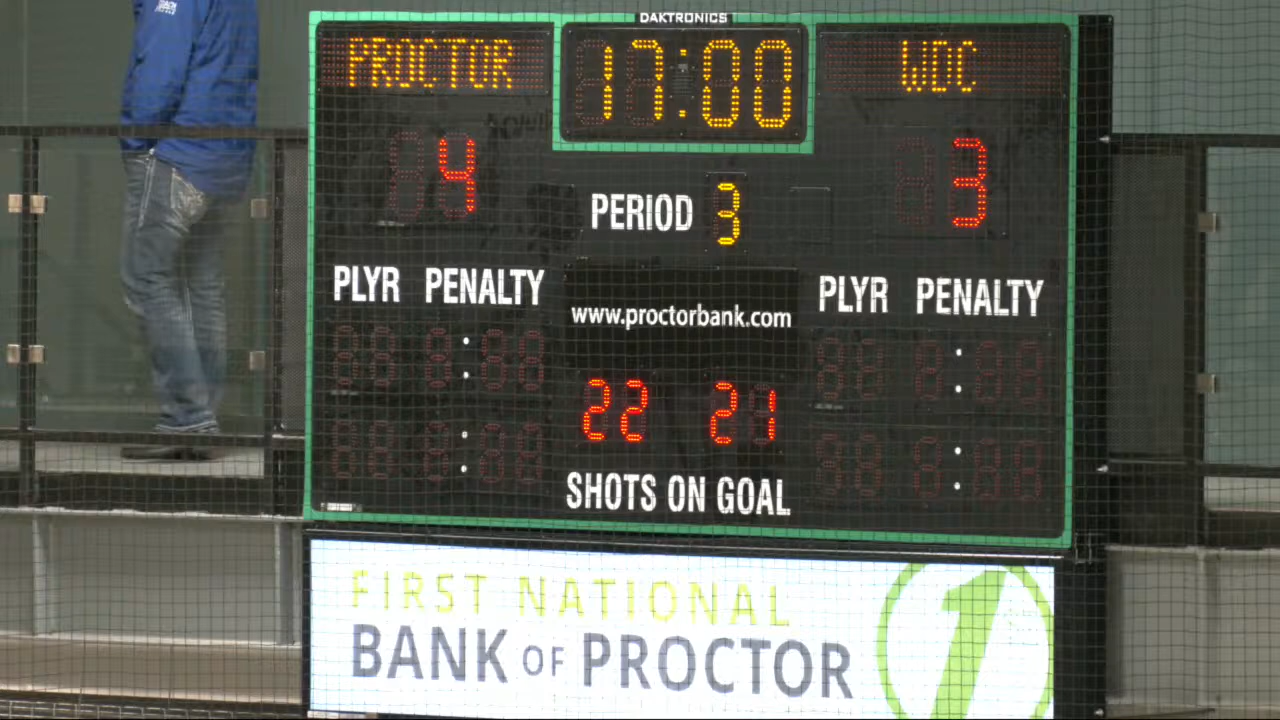 DAKTRONICS
PROCTOR 17:00 WDC
4 PERIOD 3 3
PLYR PENALTY PLYR PENALTY
www.proctorbank.com
22 21
SHOTS ON GOAL
FIRST NATIONAL
BANK OF PROCTOR
1